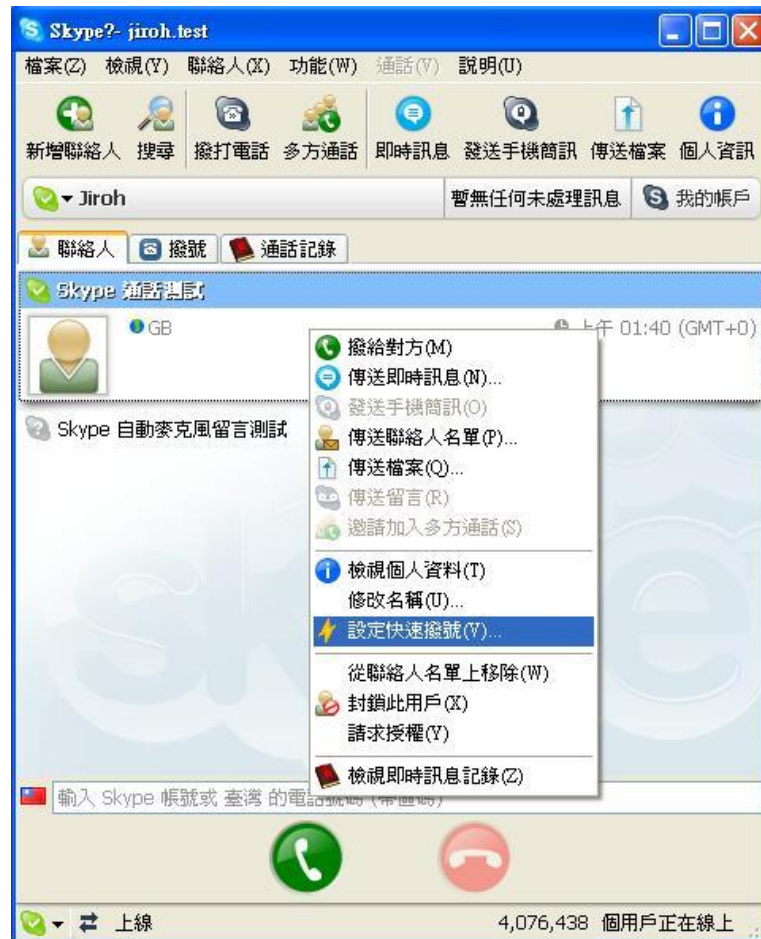 Skype?- jiroh.test
檔案(Z) 檢視(Y) 聯絡人(X) 功能(W) 通話(V) 說明(U)
新增聯絡人 搜尋 撥打電話 多方通話 即時訊息 發送手機簡訊 傳送檔案 個人資訊
Jiroh 暫無任何未處理訊息 我的帳戶
聯絡人 撥號 通話記錄
Skype 通話測試
GB 上午 01:40 (GMT+0)
撥給對方(M)
傳送即時訊息(N)...
發送手機簡訊(O)
Skype 自動麥克風留言測試
傳送聯絡人名單(P)...
傳送檔案(Q)...
傳送留言(R)
邀請加入多方通話(S)
檢視個人資料(T)
修改名稱(U)...
設定快速撥號(V)...
從聯絡人名單上移除(W)
封鎖此用戶(X)
請求授權(Y)
檢視即時訊息記錄(Z)
輸入 Skype 帳號或 臺灣 的電話號碼 (帶區碼)
上線 4,076,438 個用戶正在線上